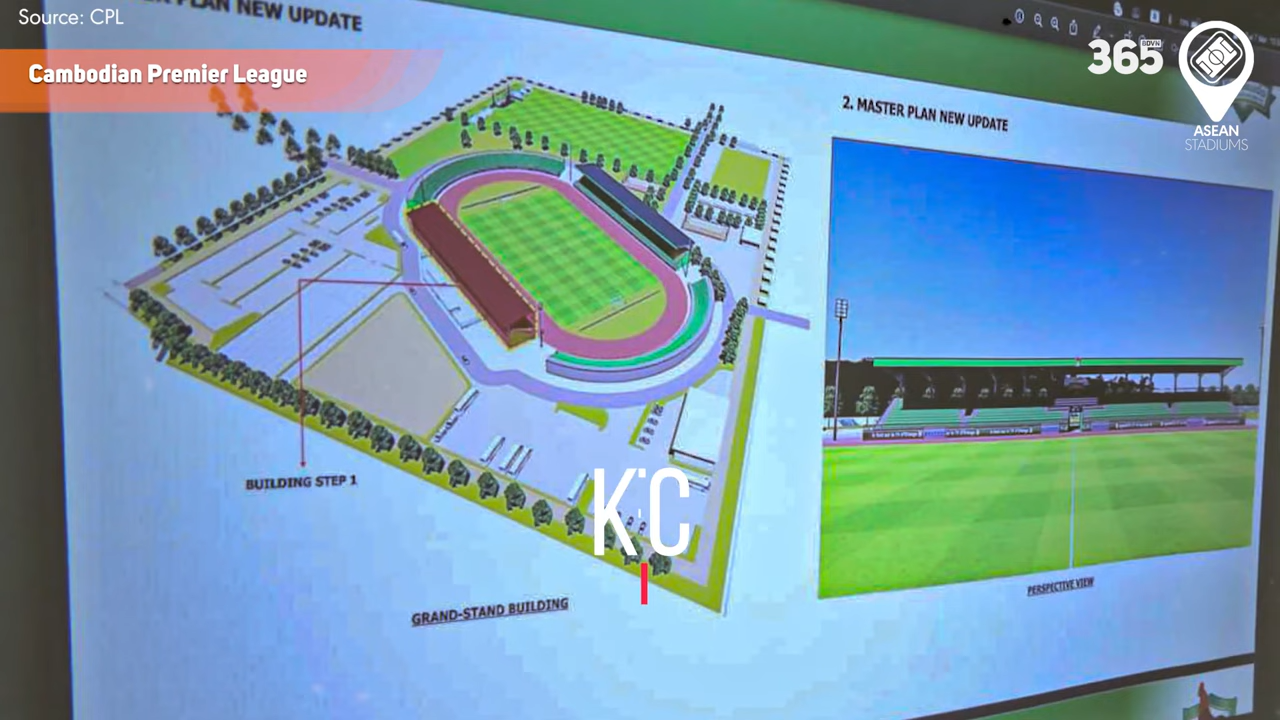 Source: CPL
PLAN NEW UPDATE
Cambodian Premier League
365
BDVN
ASEAN
STADIUMS
2. MASTER PLAN NEW UPDATE
BUILDING STEP 1
K C
GRAND-STAND BUILDING
PERSPECTIVE VIEW